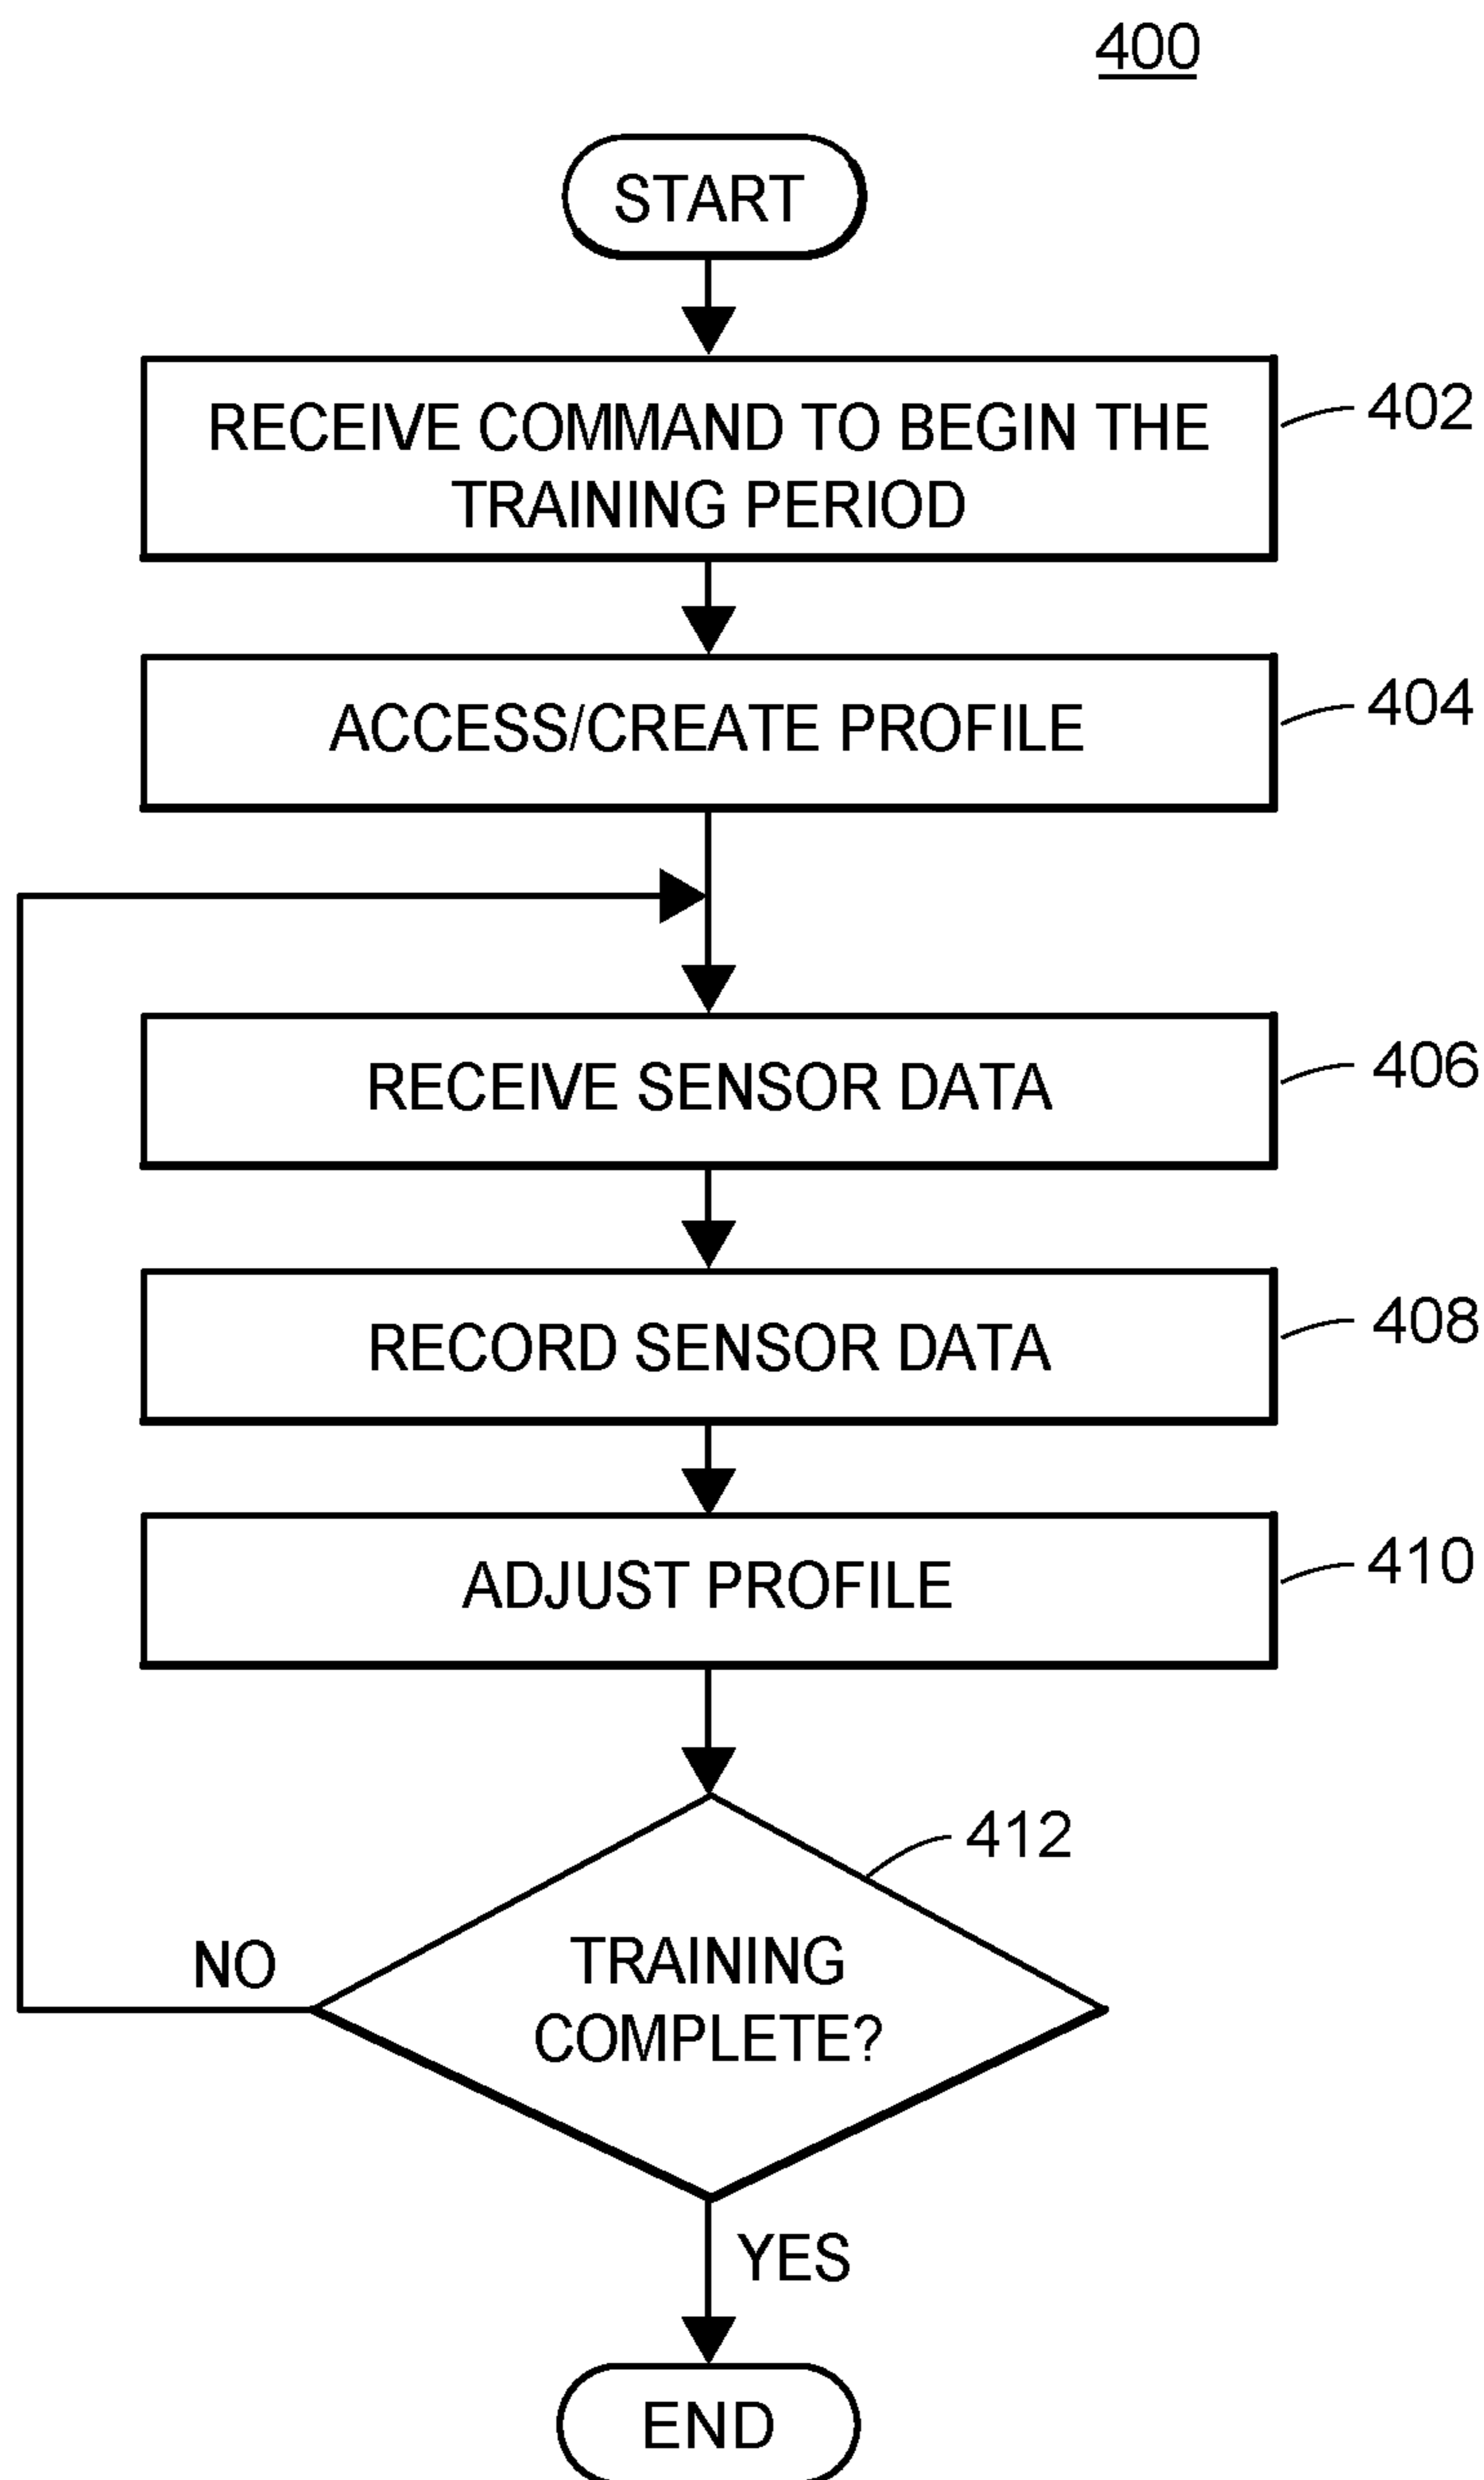 400
START
RECEIVE COMMAND TO BEGIN THE
TRAINING PERIOD
402
ACCESS/CREATE PROFILE
404
RECEIVE SENSOR DATA
406
RECORD SENSOR DATA
408
ADJUST PROFILE
410
412
TRAINING
COMPLETE?
NO
YES
END